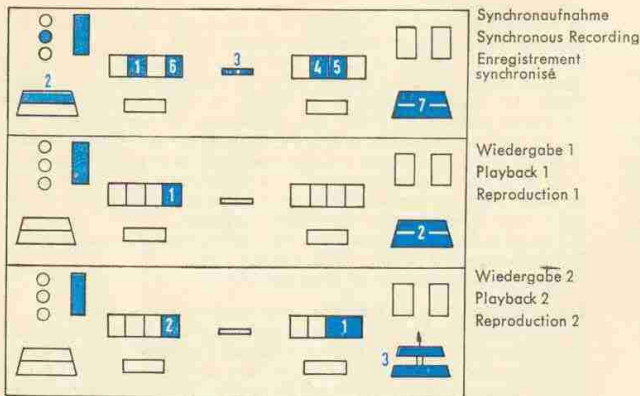 Synchronaufnahme
Synchronous Recording
Enregistrement
synchronisé
1 6 3 4 5
2 7
Wiedergabe 1
Playback 1
Reproduction 1
1
2
Wiedergabe 2
Playback 2
Reproduction 2
2 1
3